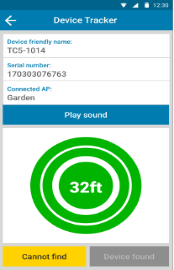 12:39
Device Tracker
Device friendly name:
TC5-1014
Serial number:
170303076763
Connected AP:
Garden
Play sound
32ft
Cannot find
Device found